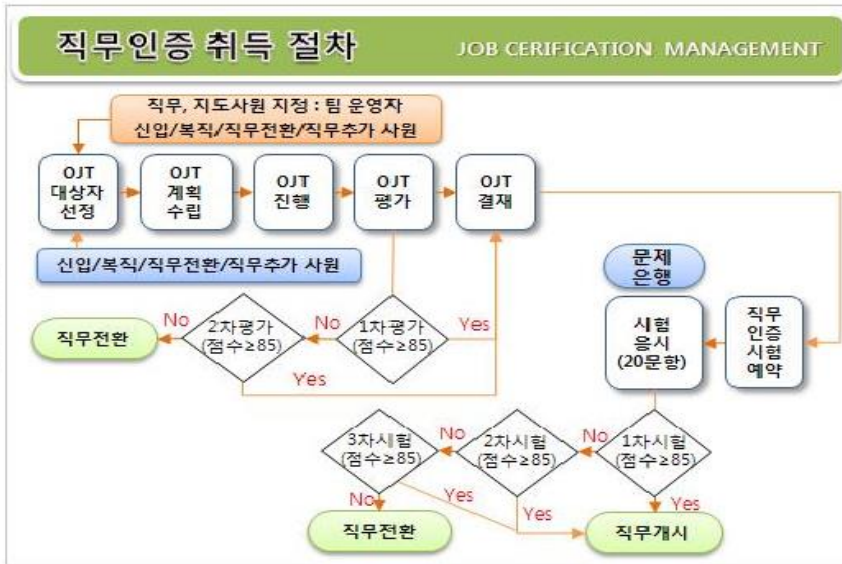 직무인증 취득 절차
JOB CERIFICATION MANAGEMENT
직무, 지도사원 지정 : 팀 운영자
신입/복직/직무전환/직무추가 사원
OJT
대상자
선정
OJT
계획
수립
OJT
진행
OJT
평가
OJT
결재
신입/복직/직무전환/직무추가 사원
문제
은행
직무전환
No
2차평가
(점수≥85)
No
1차평가
(점수≥85)
Yes
Yes
시험
응시
(20문항)
직무
인증
시험
예약
3차시험
(점수≥85)
No
2차시험
(점수≥85)
No
1차시험
(점수≥85)
No
Yes
Yes
Yes
직무전환
직무개시